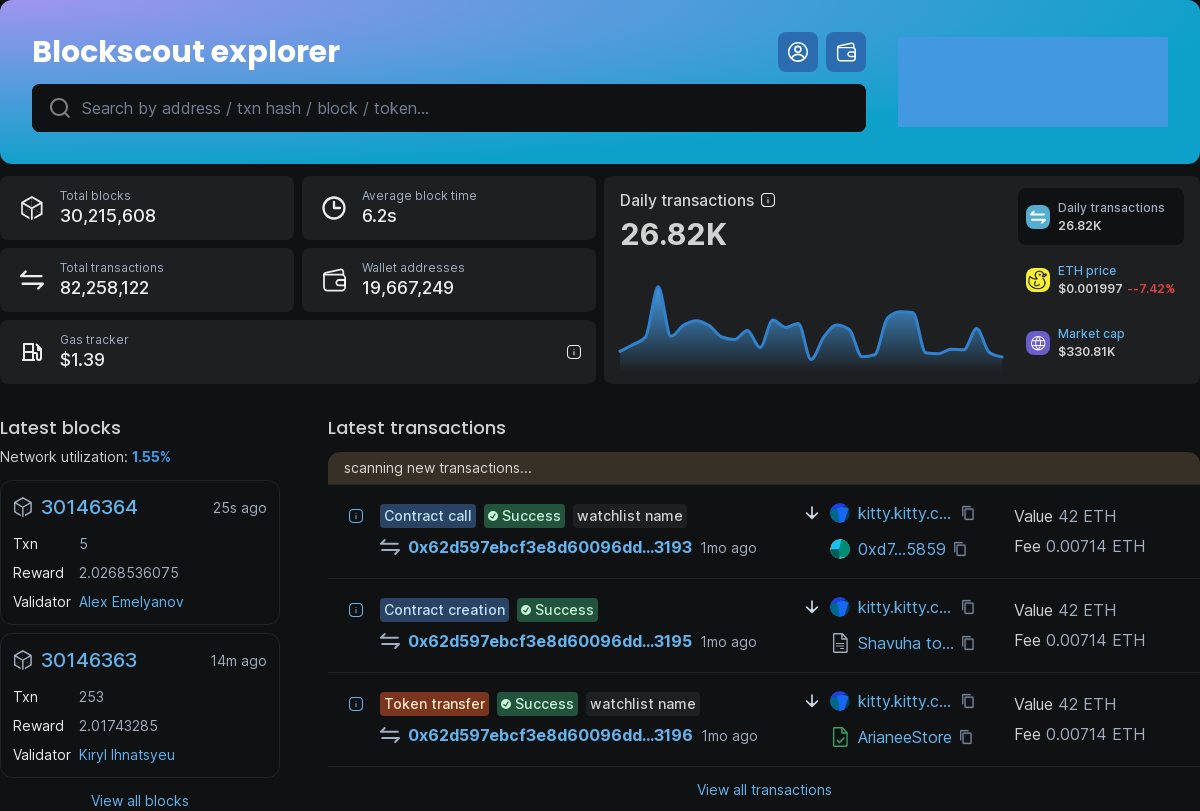 Blockscout explorer
Search by address / txn hash / block / token...
Total blocks
30,215,608
Average block time
6.2s
Total transactions
82,258,122
Wallet addresses
19,667,249
Gas tracker
$1.39
Daily transactions
26.82K
Daily transactions
26.82K
ETH price
$0.001997 --7.42%
Market cap
$330.81K
Latest blocks
Network utilization: 1.55%
30146364 25s ago
Txn 5
Reward 2.0268536075
Validator Alex Emelyanov
30146363 14m ago
Txn 253
Reward 2.01743285
Validator Kiryl Ihnatsyeu
View all blocks
Latest transactions
scanning new transactions...
Contract call Success watchlist name
0x62d597ebcf3e8d60096dd...3193 1mo ago
kitty.kitty.c...
0xd7...5859
Value 42 ETH
Fee 0.00714 ETH
Contract creation Success
0x62d597ebcf3e8d60096dd...3195 1mo ago
kitty.kitty.c...
Shavuha to...
Value 42 ETH
Fee 0.00714 ETH
Token transfer Success watchlist name
0x62d597ebcf3e8d60096dd...3196 1mo ago
kitty.kitty.c...
ArianeeStore
Value 42 ETH
Fee 0.00714 ETH
View all transactions